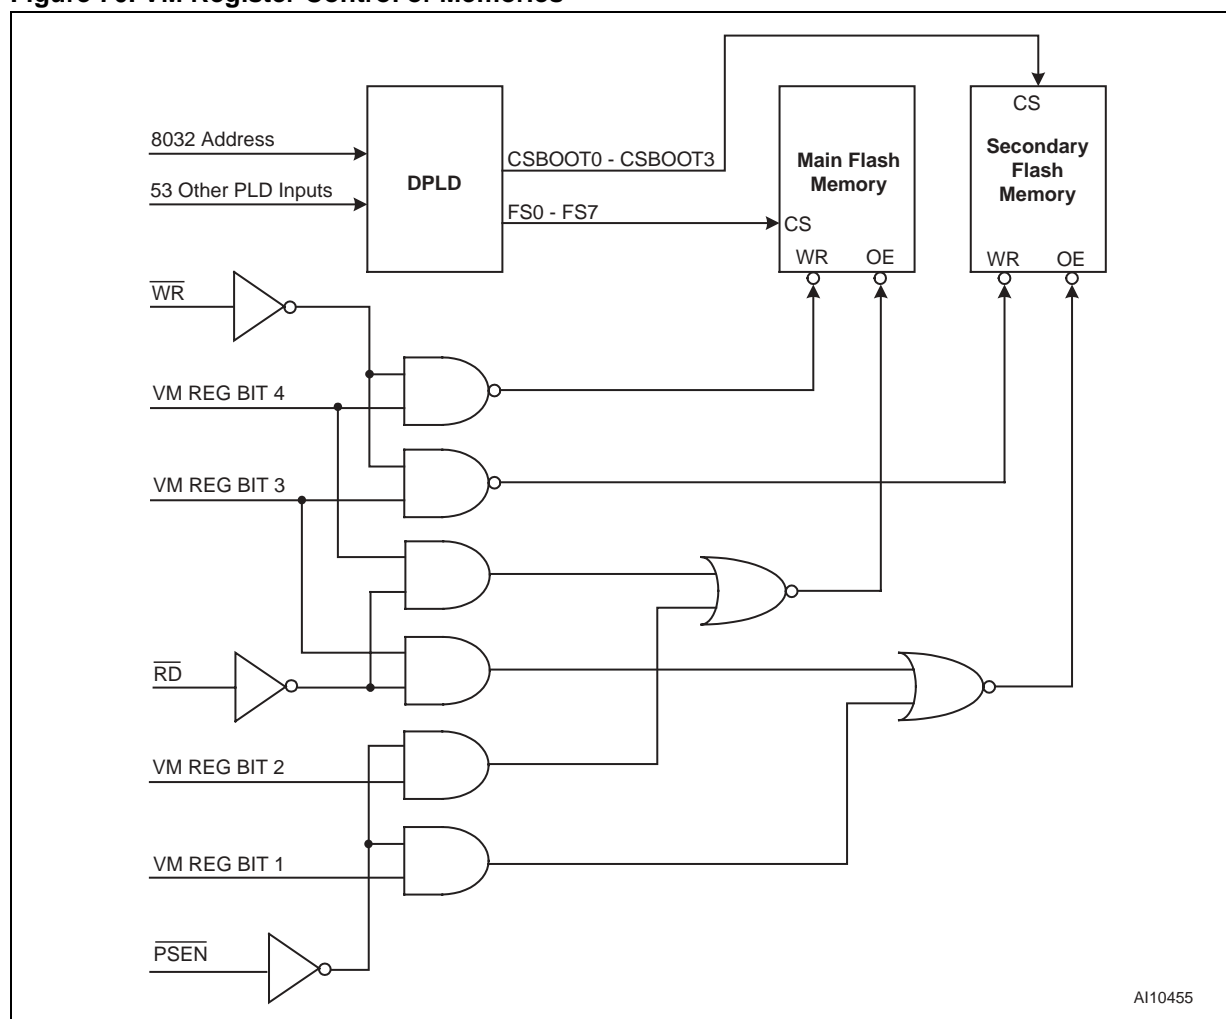 Figure 76. VM Register Control of Memories
8032 Address
53 Other PLD Inputs
DPLD
CSBOOT0 - CSBOOT3
FS0 - FS7
Main Flash
Memory
CS
WR OE
CS
Secondary
Flash
Memory
WR OE
WR
VM REG BIT 4
VM REG BIT 3
RD
VM REG BIT 2
VM REG BIT 1
PSEN
AI10455